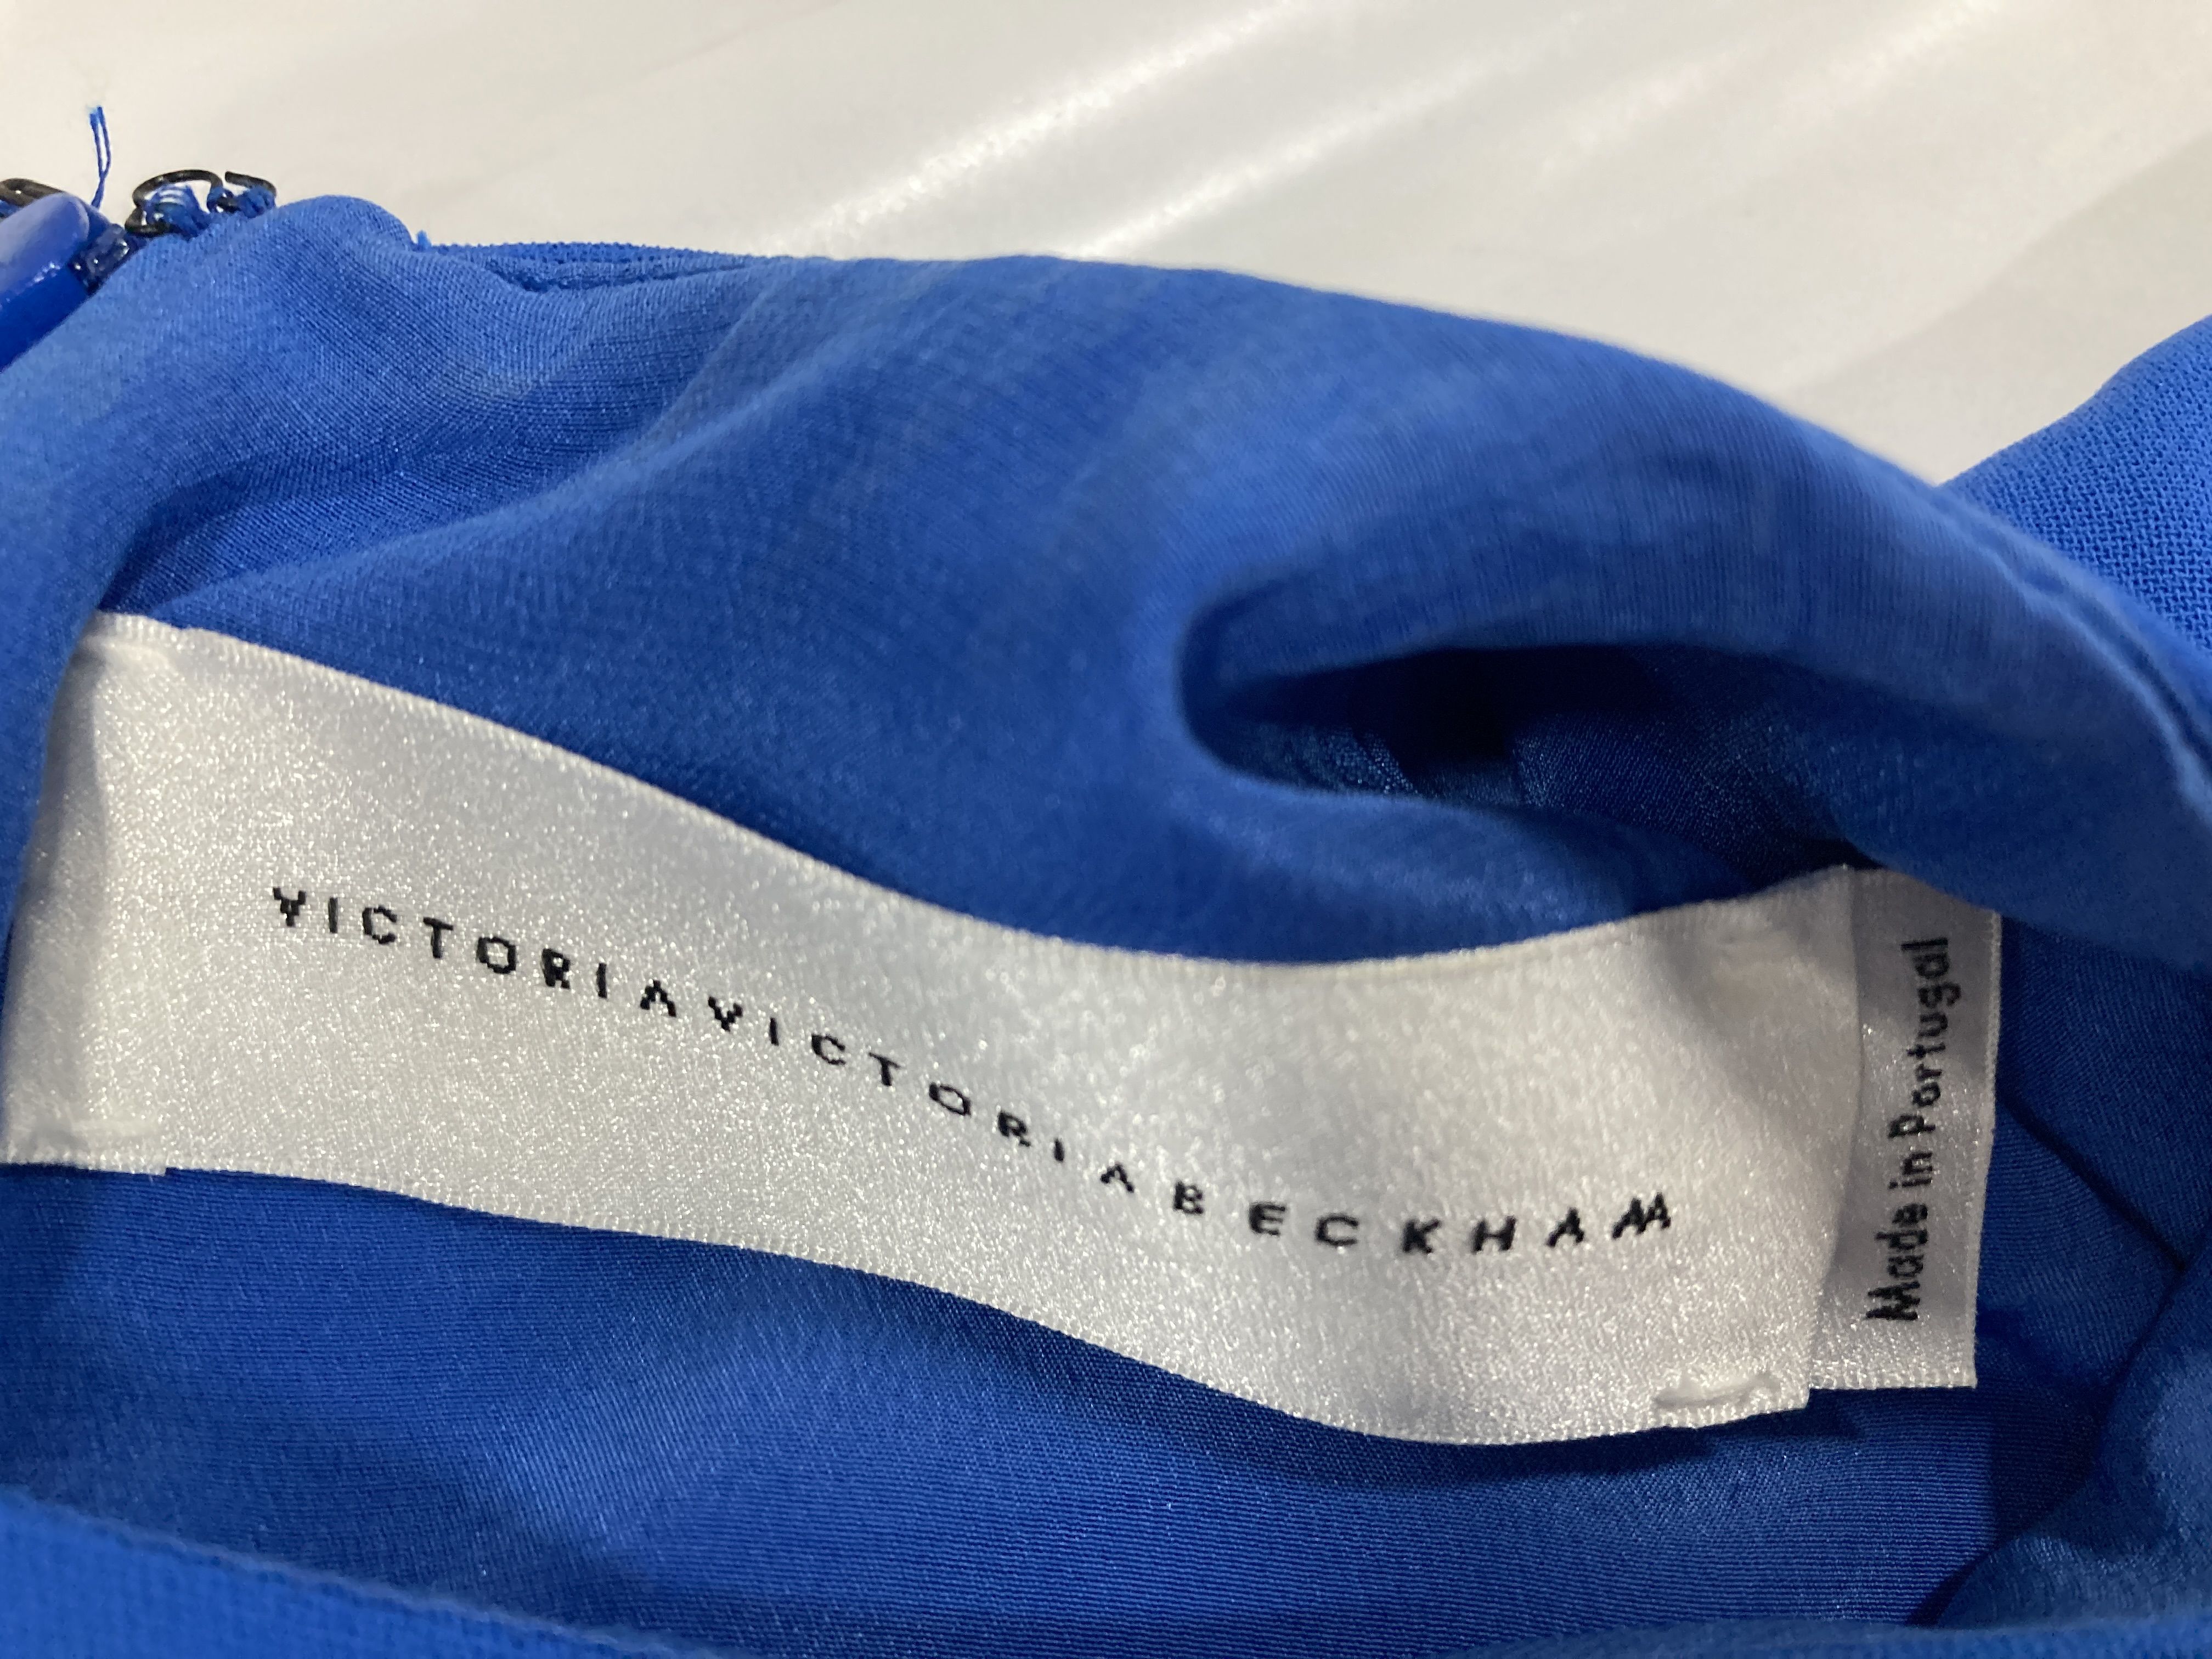 VICTORIAVICTORIABECKHAM
Made in Portugal